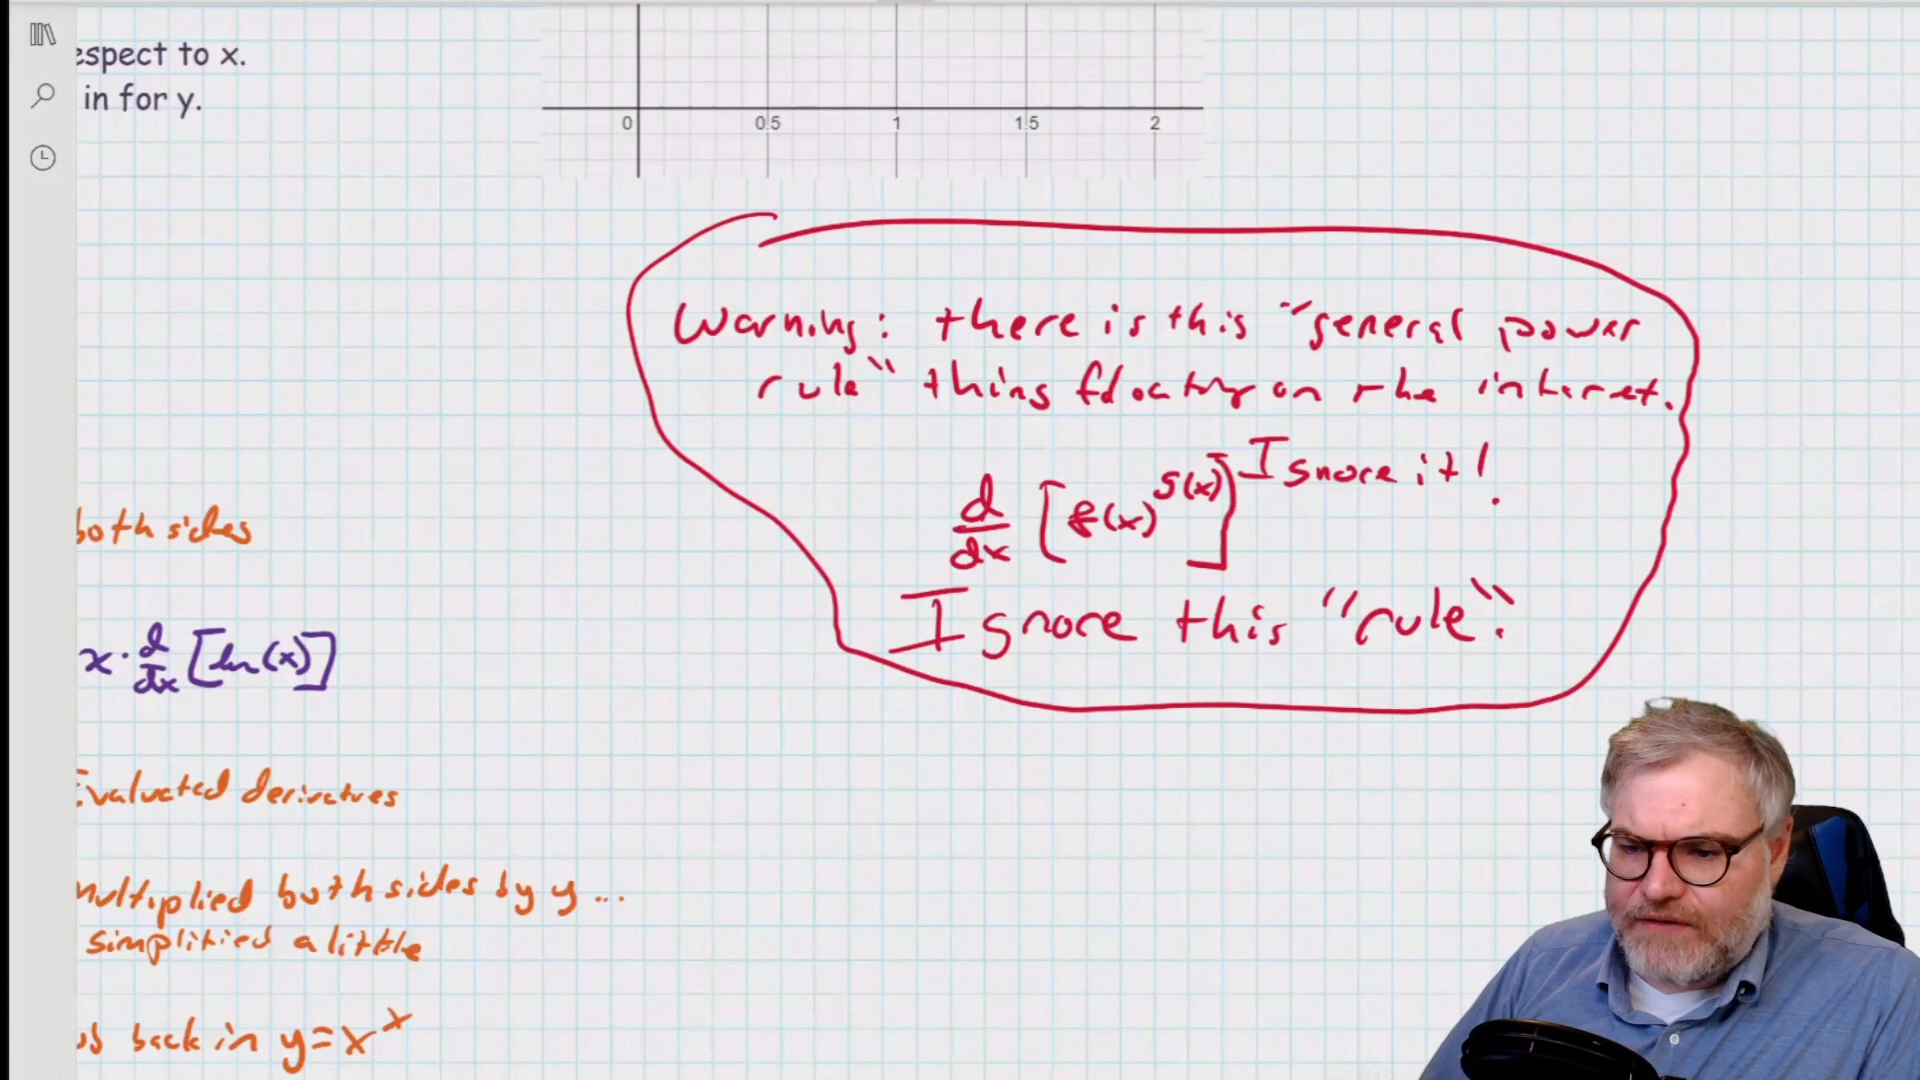 espect to x.
in for y.
0 0.5 1 1.5 2
Warning: there is this "general power
rule" thing floating on the internet.
Ignore it!
d/dx [f(x)^g(x)]
Ignore this "rule".
both sides
x · d/dx [ln(x)]
Evaluated derivatives
Multiplied both sides by y ...
simplified a little
back in y = x^x